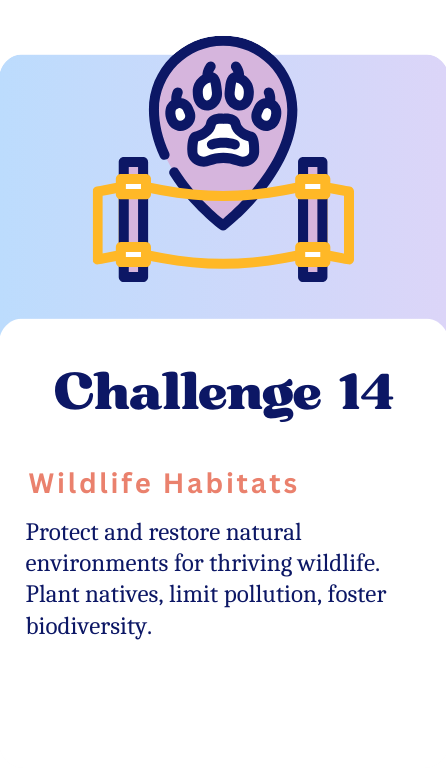 Challenge 14
Wildlife Habitats
Protect and restore natural
environments for thriving wildlife.
Plant natives, limit pollution, foster
biodiversity.